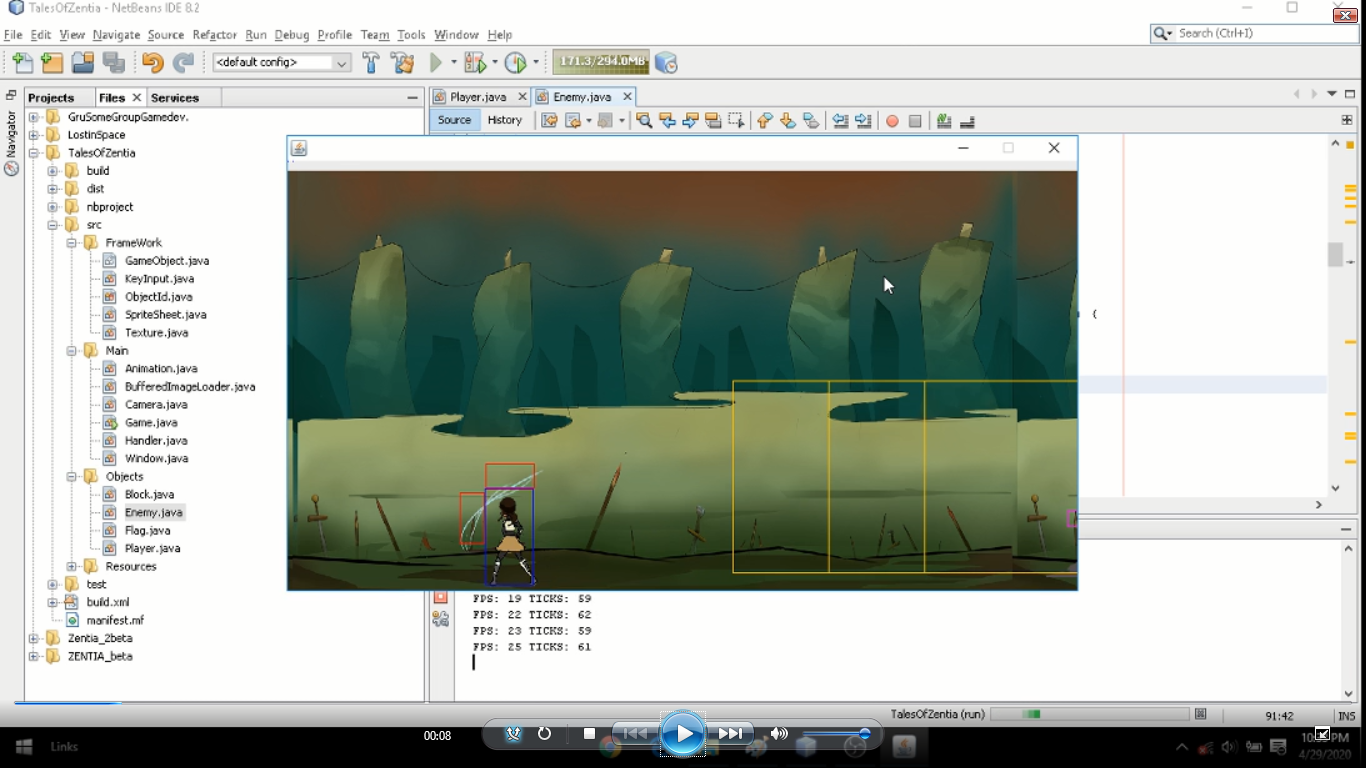 TalesOfZentia - NetBeans IDE 8.2
File Edit View Navigate Source Refactor Run Debug Profile Team Tools Window Help
Search (Ctrl+I)
<default config>
171.3/294.0MB
Projects Files Services
Player.java Enemy.java
Navigator
Source History
GruSomeGroupGamedev.
LostinSpace
TalesOfZentia
build
dist
nbproject
src
FrameWork
GameObject.java
KeyInput.java
ObjectId.java
SpriteSheet.java
Texture.java
Main
Animation.java
BufferedImageLoader.java
Camera.java
Game.java
Handler.java
Window.java
Objects
Block.java
Enemy.java
Flag.java
Player.java
Resources
test
build.xml
manifest.mf
Zentia_2beta
ZENTIA_beta
(
FPS: 19 TICKS: 59
FPS: 22 TICKS: 62
FPS: 23 TICKS: 59
FPS: 25 TICKS: 61
TalesOfZentia (run)
91:42
INS
00:08
Links
PM
4/29/2020